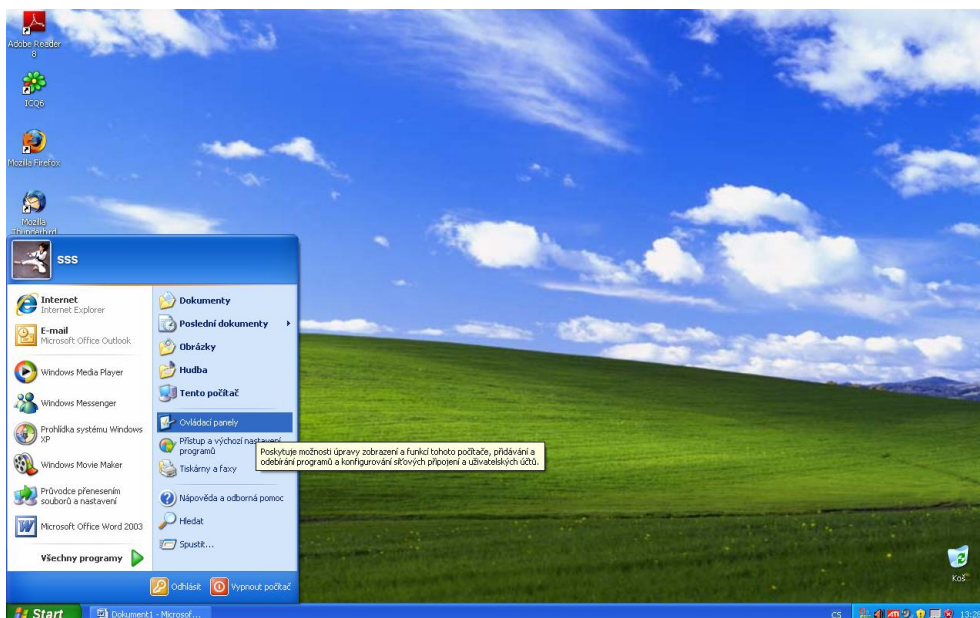 Adobe Reader
8
ICQ6
Mozilla Firefox
Mozilla
Thunderbird
sss
Internet
Internet Explorer
E-mail
Microsoft Office Outlook
Windows Media Player
Windows Messenger
Prohlídka systému Windows
XP
Windows Movie Maker
Průvodce přenesením
souborů a nastavení
Microsoft Office Word 2003
Všechny programy
Dokumenty
Poslední dokumenty
Obrázky
Hudba
Tento počítač
Ovládací panely
Přístup a výchozí nastavení
programů
Tiskárny a faxy
Nápověda a odborná pomoc
Hledat
Spustit...
Poskytuje možnosti úpravy zobrazení a funkcí tohoto počítače, přidávání a
odebírání programů a konfigurování síťových připojení a uživatelských účtů.
Odhlásit
Vypnout počítač
Koš
Start
Dokument1 - Microsof...
CS
13:28